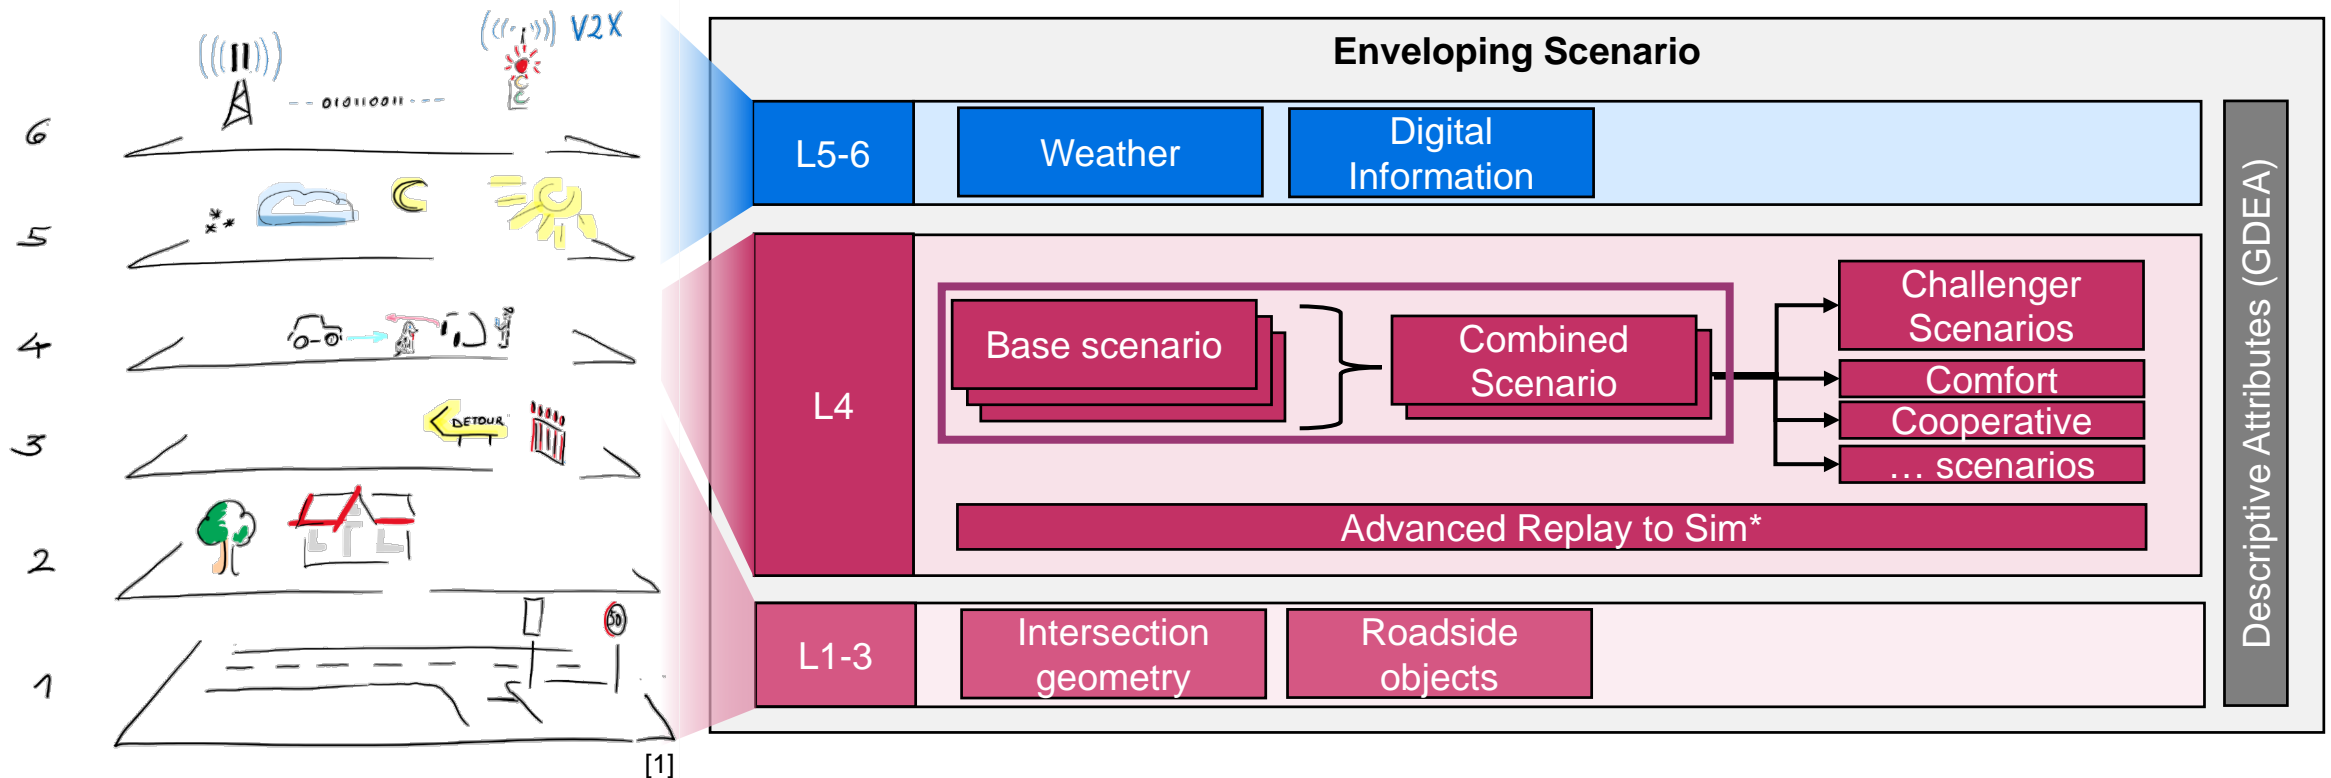 6
V2X
010110011
5
4
3
DETOUR
2
1
50
[1]
Enveloping Scenario
L5-6
Weather
Digital
Information
L4
Base scenario
Combined
Scenario
Challenger
Scenarios
Comfort
Cooperative
... scenarios
Advanced Replay to Sim*
L1-3
Intersection
geometry
Roadside
objects
Descriptive Attributes (GDEA)